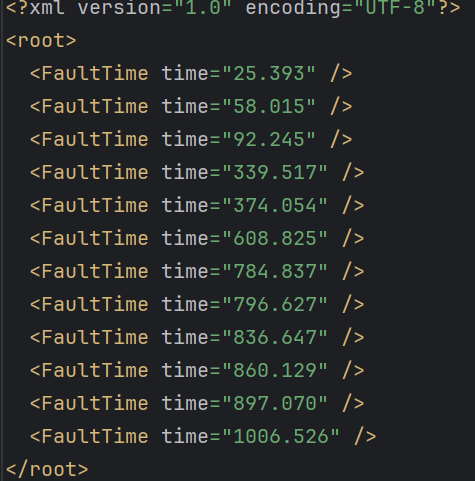 <?xml version="1.0" encoding="UTF-8"?>
<root>
  <FaultTime time="25.393" />
  <FaultTime time="58.015" />
  <FaultTime time="92.245" />
  <FaultTime time="339.517" />
  <FaultTime time="374.054" />
  <FaultTime time="608.825" />
  <FaultTime time="784.837" />
  <FaultTime time="796.627" />
  <FaultTime time="836.647" />
  <FaultTime time="860.129" />
  <FaultTime time="897.070" />
  <FaultTime time="1006.526" />
</root>